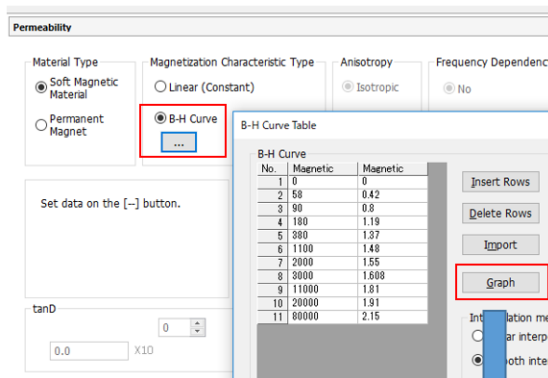 Permeability
Material Type
Magnetization Characteristic Type
Anisotropy
Frequency Dependency
Soft Magnetic
Material
Linear (Constant)
Isotropic
No
Permanent
Magnet
B-H Curve
...
B-H Curve Table
B-H Curve
No. Magnetic Magnetic
1 0 0
2 58 0.42
3 90 0.8
4 180 1.19
5 380 1.37
6 1100 1.48
7 2000 1.55
8 3000 1.608
9 11000 1.81
10 20000 1.91
11 80000 2.15
Insert Rows
Delete Rows
Import
Graph
Set data on the [--] button.
tanD
0
0.0 X10